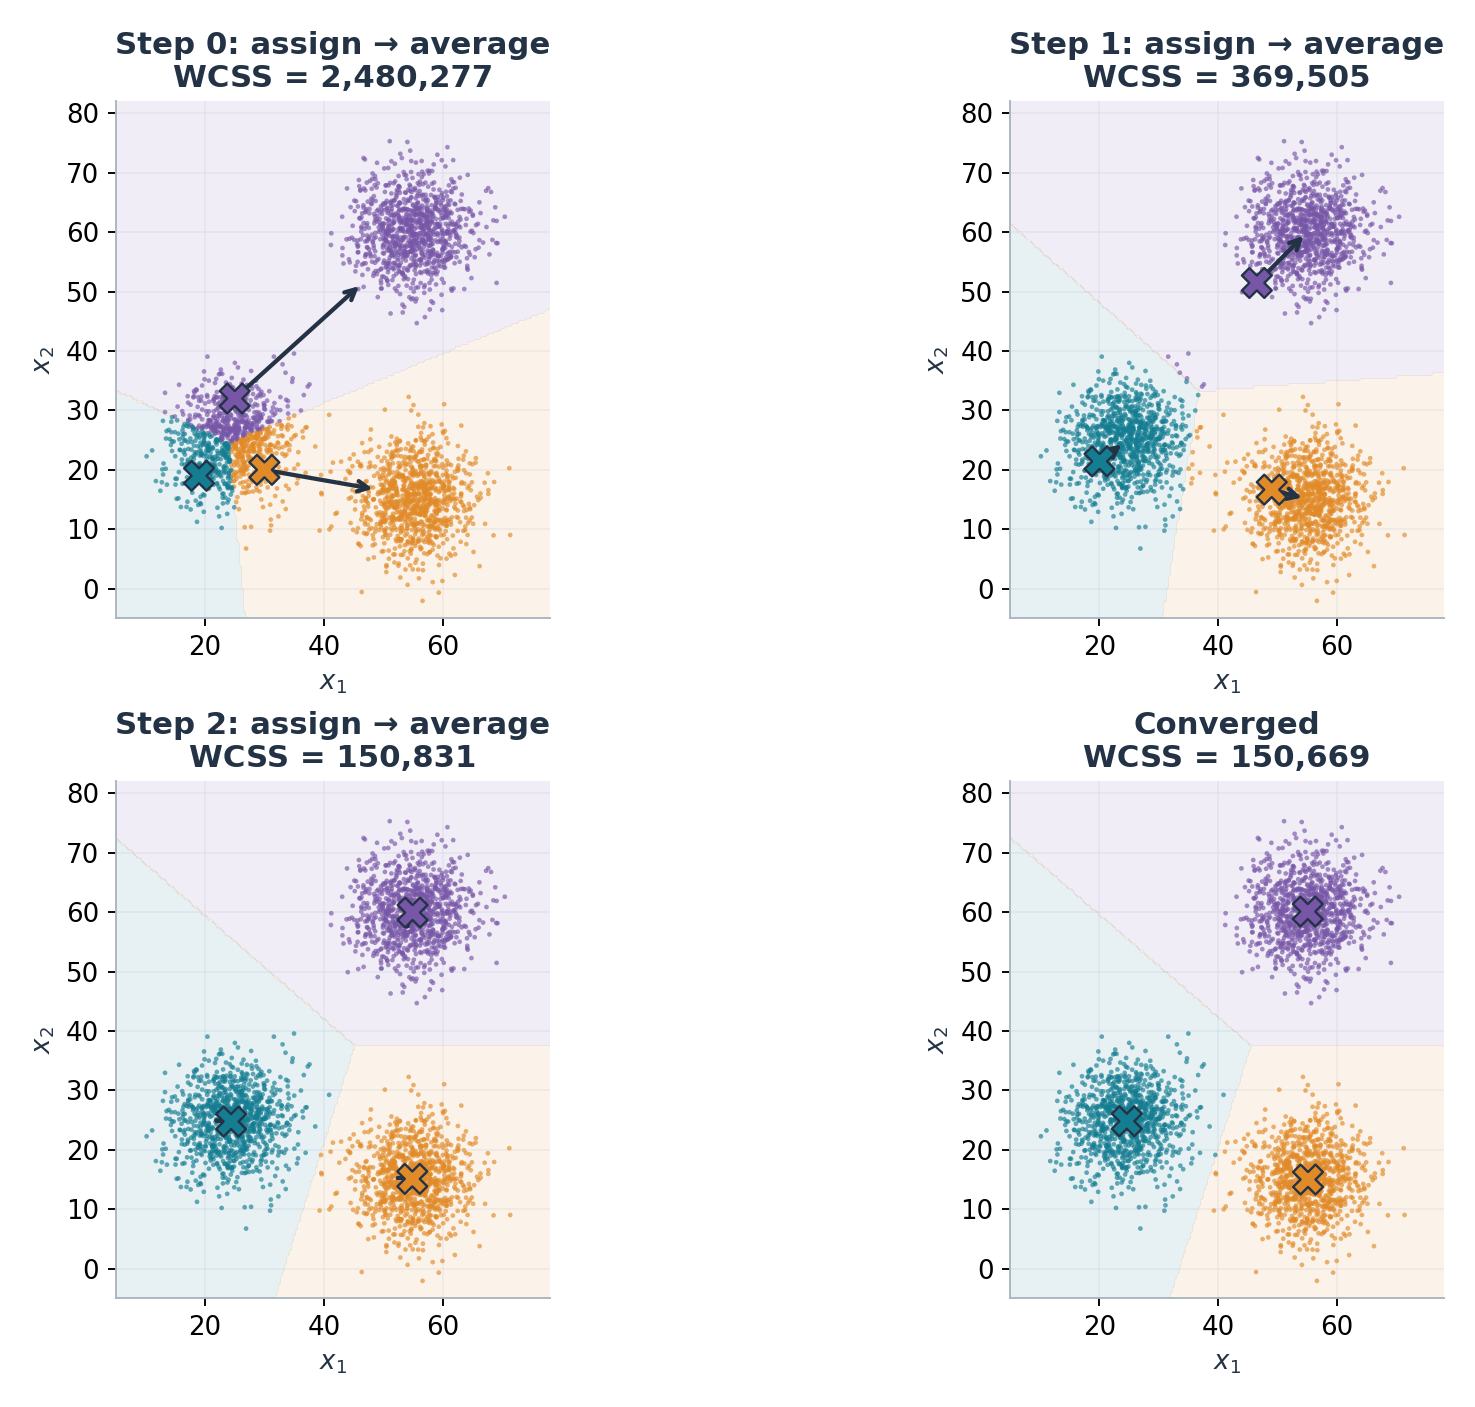 Step 0: assign → average
WCSS = 2,480,277
80
70
60
50
40
30
20
10
0
x₂
20 40 60
x₁
Step 1: assign → average
WCSS = 369,505
80
70
60
50
40
30
20
10
0
x₂
20 40 60
x₁
Step 2: assign → average
WCSS = 150,831
80
70
60
50
40
30
20
10
0
x₂
20 40 60
x₁
Converged
WCSS = 150,669
80
70
60
50
40
30
20
10
0
x₂
20 40 60
x₁